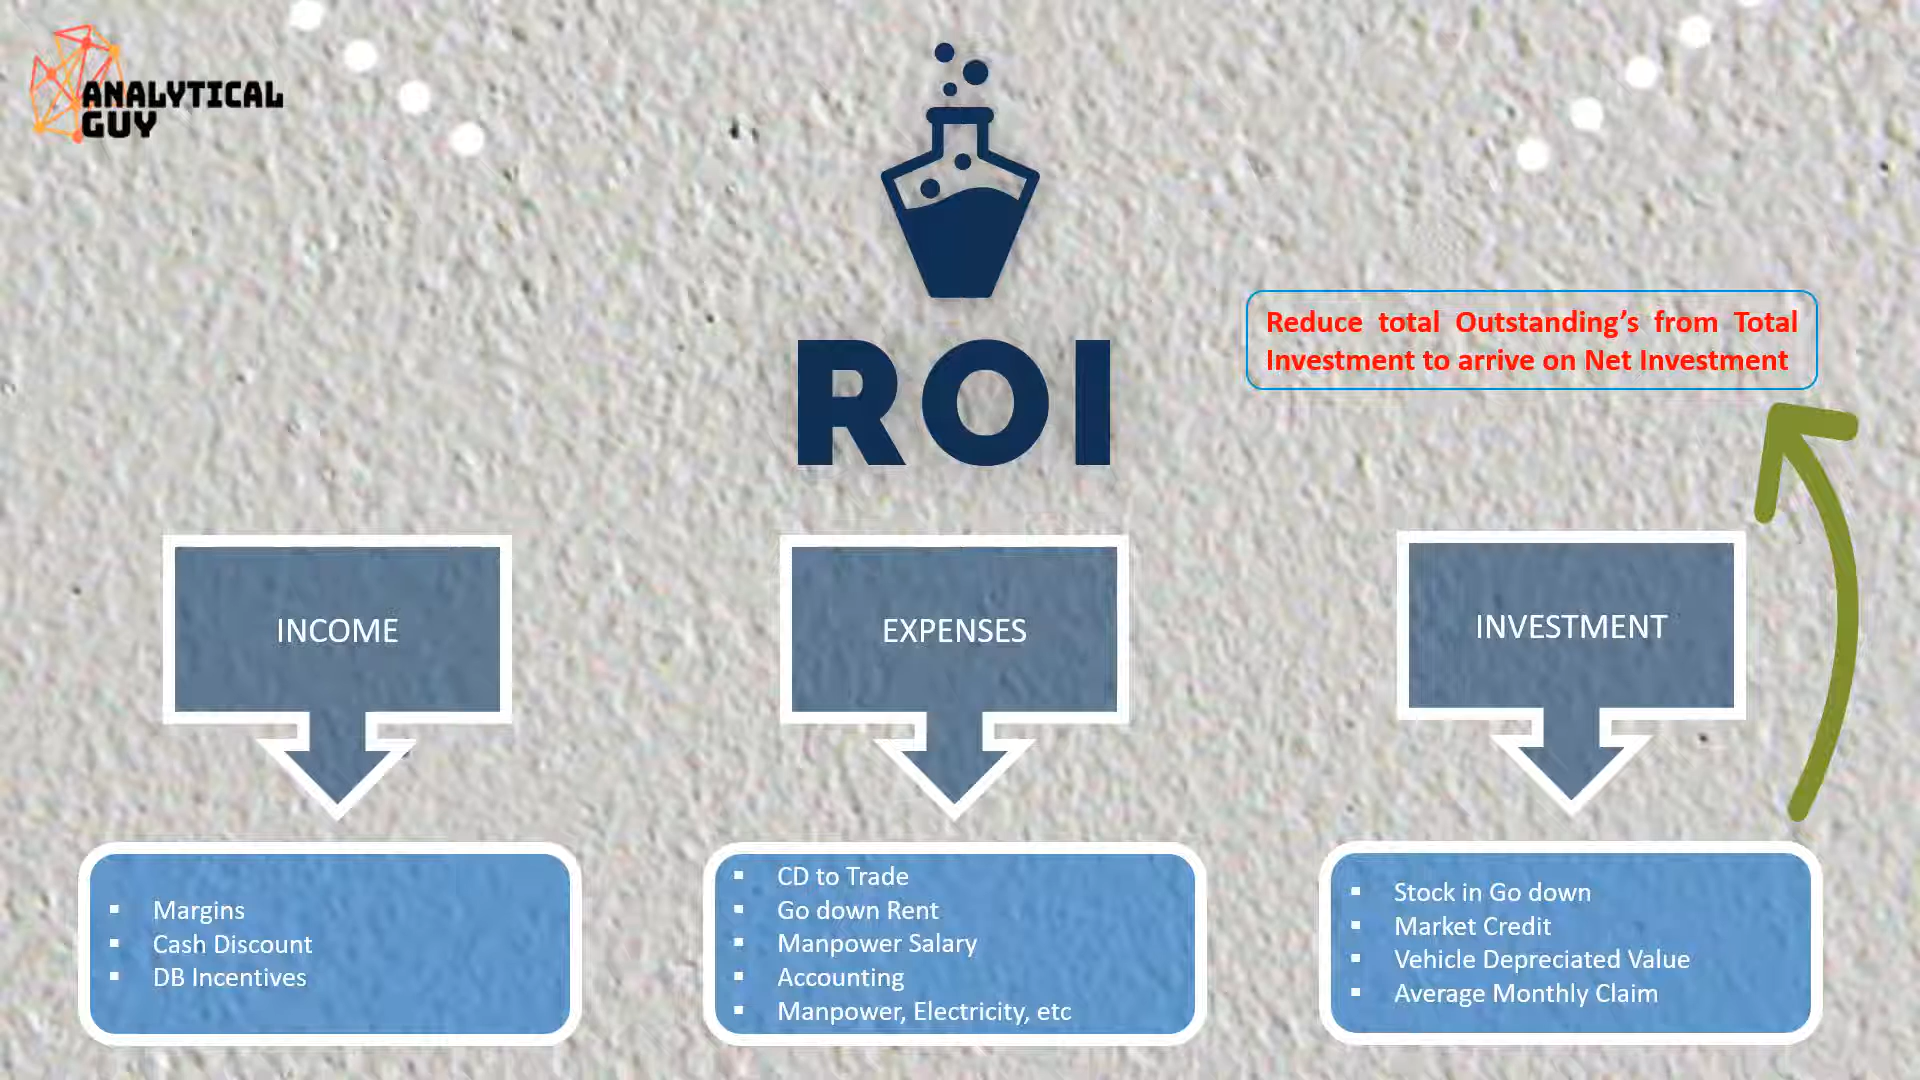 ANALYTICAL
GUY
ROI
Reduce total Outstanding’s from Total
Investment to arrive on Net Investment
INCOME
EXPENSES
INVESTMENT
▪ Margins
▪ Cash Discount
▪ DB Incentives
▪ CD to Trade
▪ Go down Rent
▪ Manpower Salary
▪ Accounting
▪ Manpower, Electricity, etc
▪ Stock in Go down
▪ Market Credit
▪ Vehicle Depreciated Value
▪ Average Monthly Claim